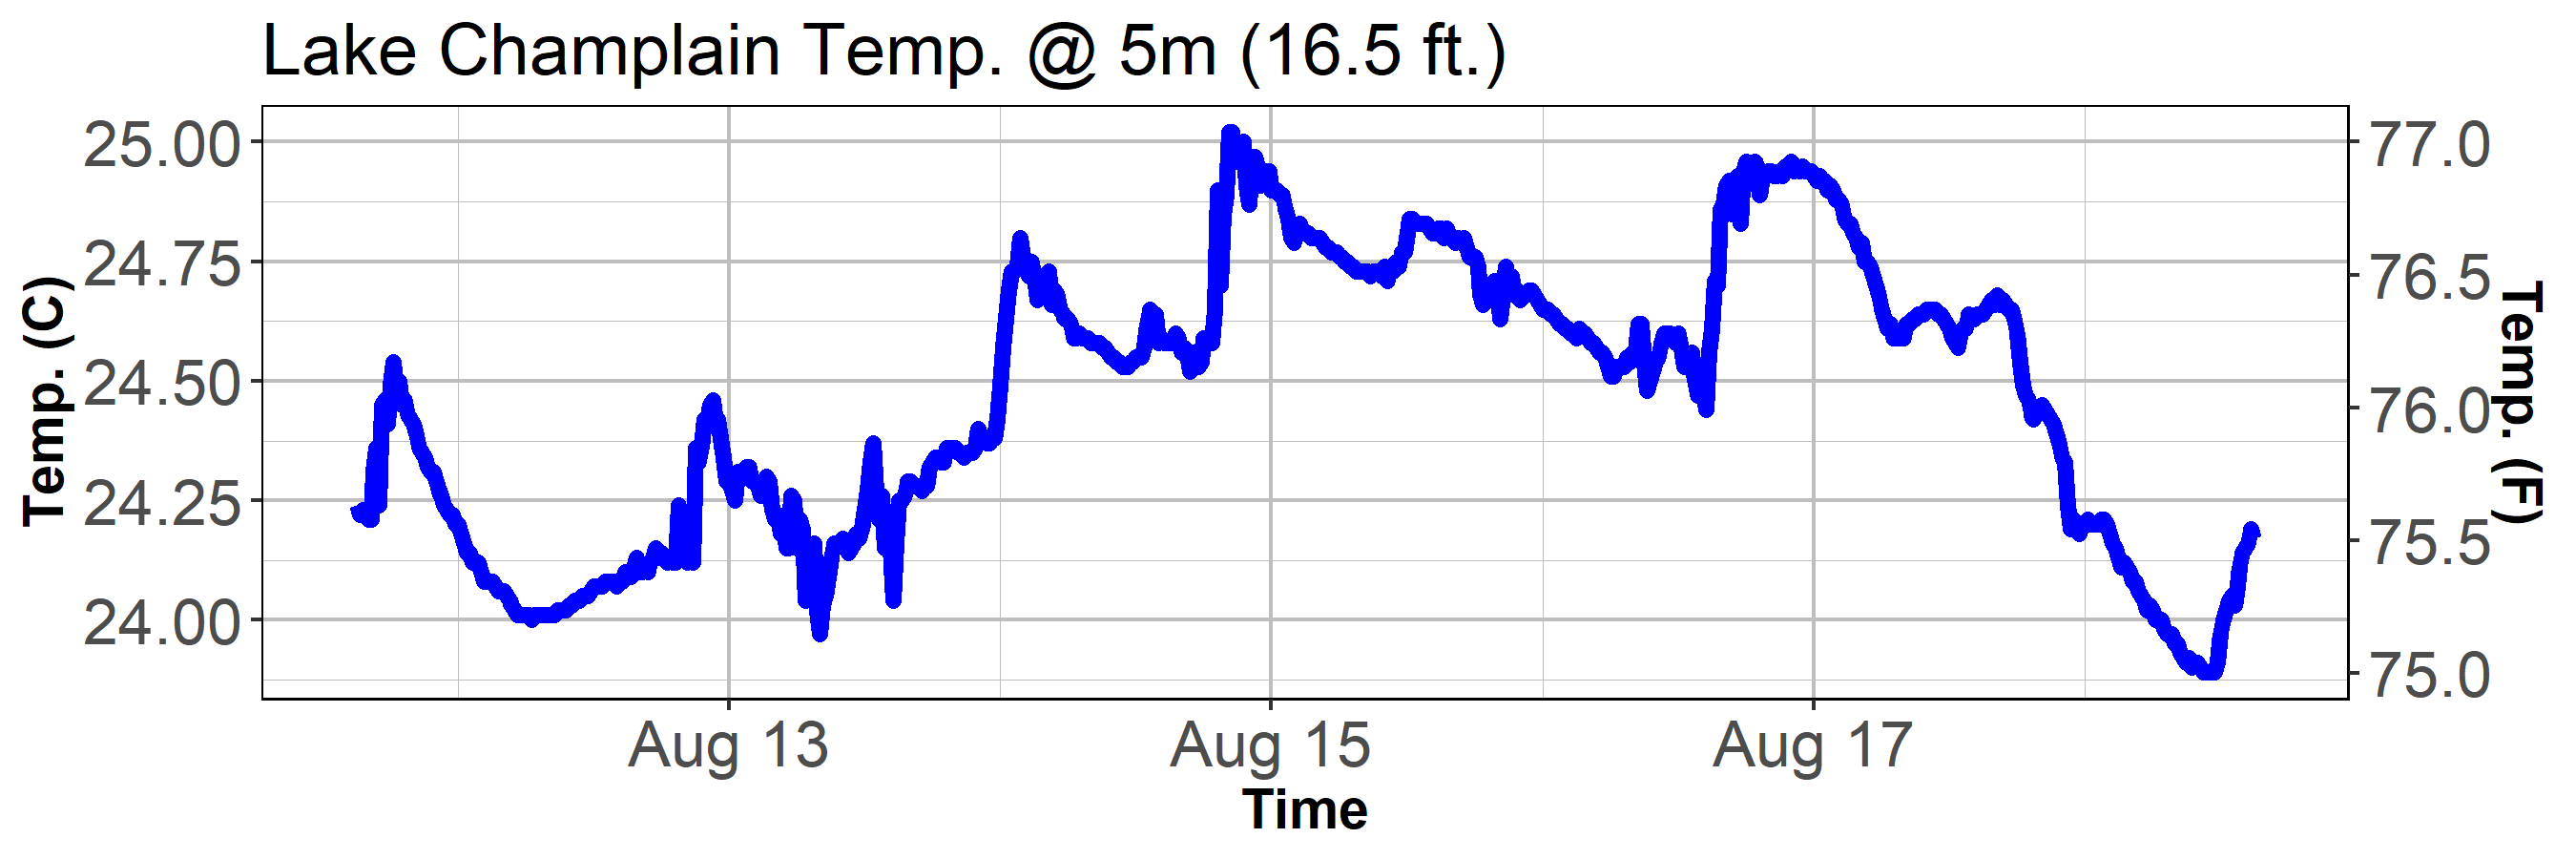 Lake Champlain Temp. @ 5m (16.5 ft.)
Temp. (C)
25.00
24.75
24.50
24.25
24.00
77.0
76.5
76.0
75.5
75.0
Temp. (F)
Aug 13 Aug 15 Aug 17
Time